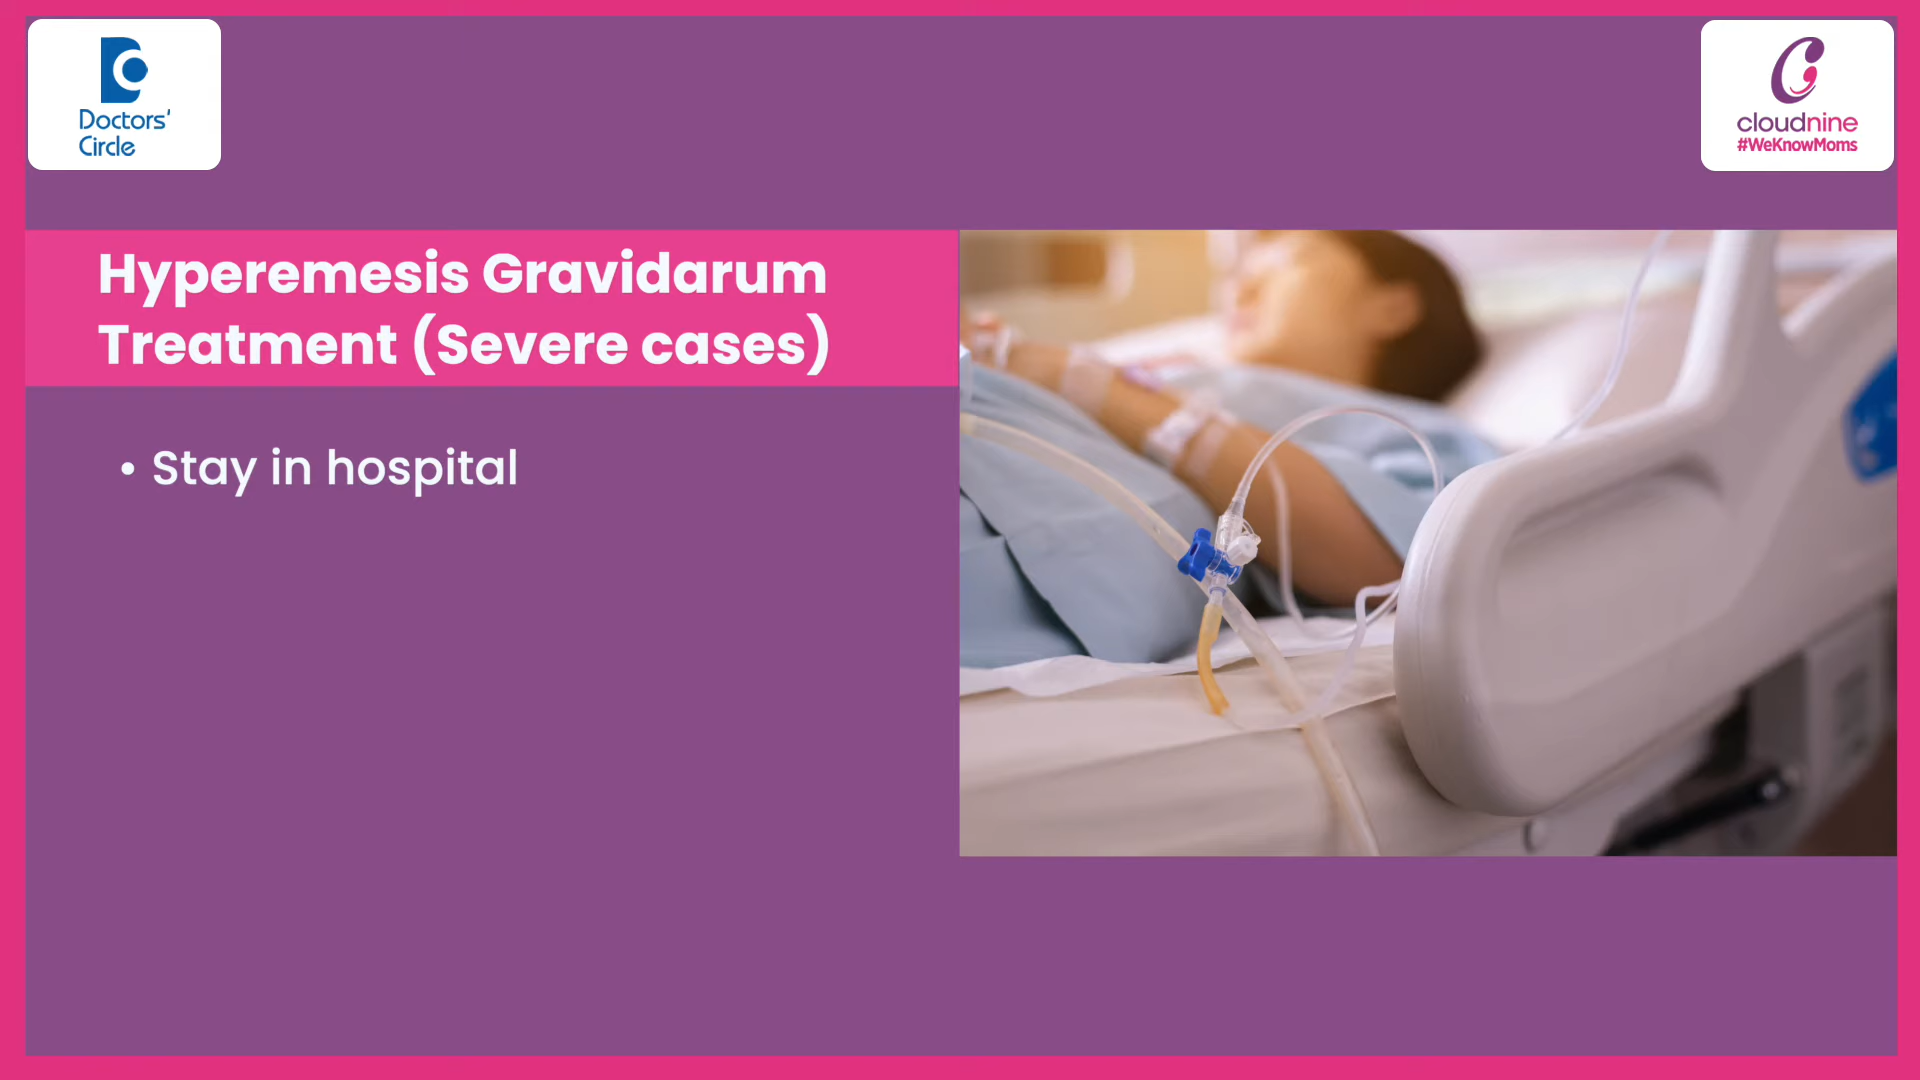 Doctors'
Circle
cloudnine
#WeKnowMoms
Hyperemesis Gravidarum
Treatment (Severe cases)
• Stay in hospital